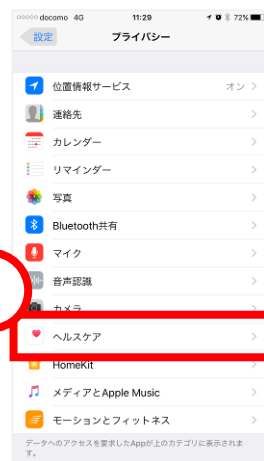 docomo 4G 11:29 72%
設定 プライバシー
位置情報サービス オン
連絡先
カレンダー
リマインダー
写真
Bluetooth共有
マイク
音声認識
カメラ
ヘルスケア
HomeKit
メディアとApple Music
モーションとフィットネス
データへのアクセスを要求したAppが上のカテゴリに表示されま
す。